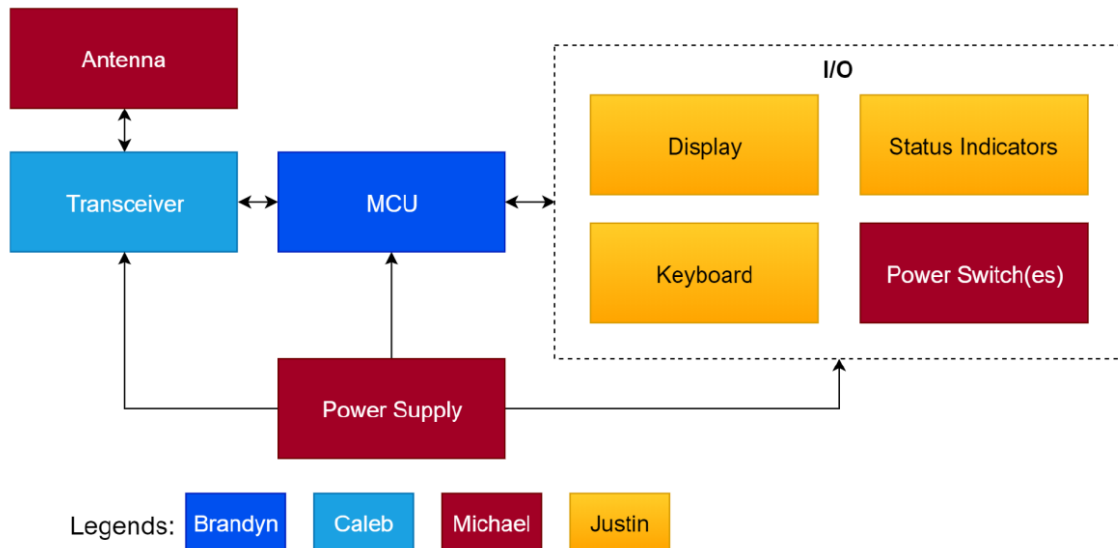 Antenna
I/O
Display
Status Indicators
Transceiver
MCU
Keyboard
Power Switch(es)
Power Supply
Legends:
Brandyn
Caleb
Michael
Justin